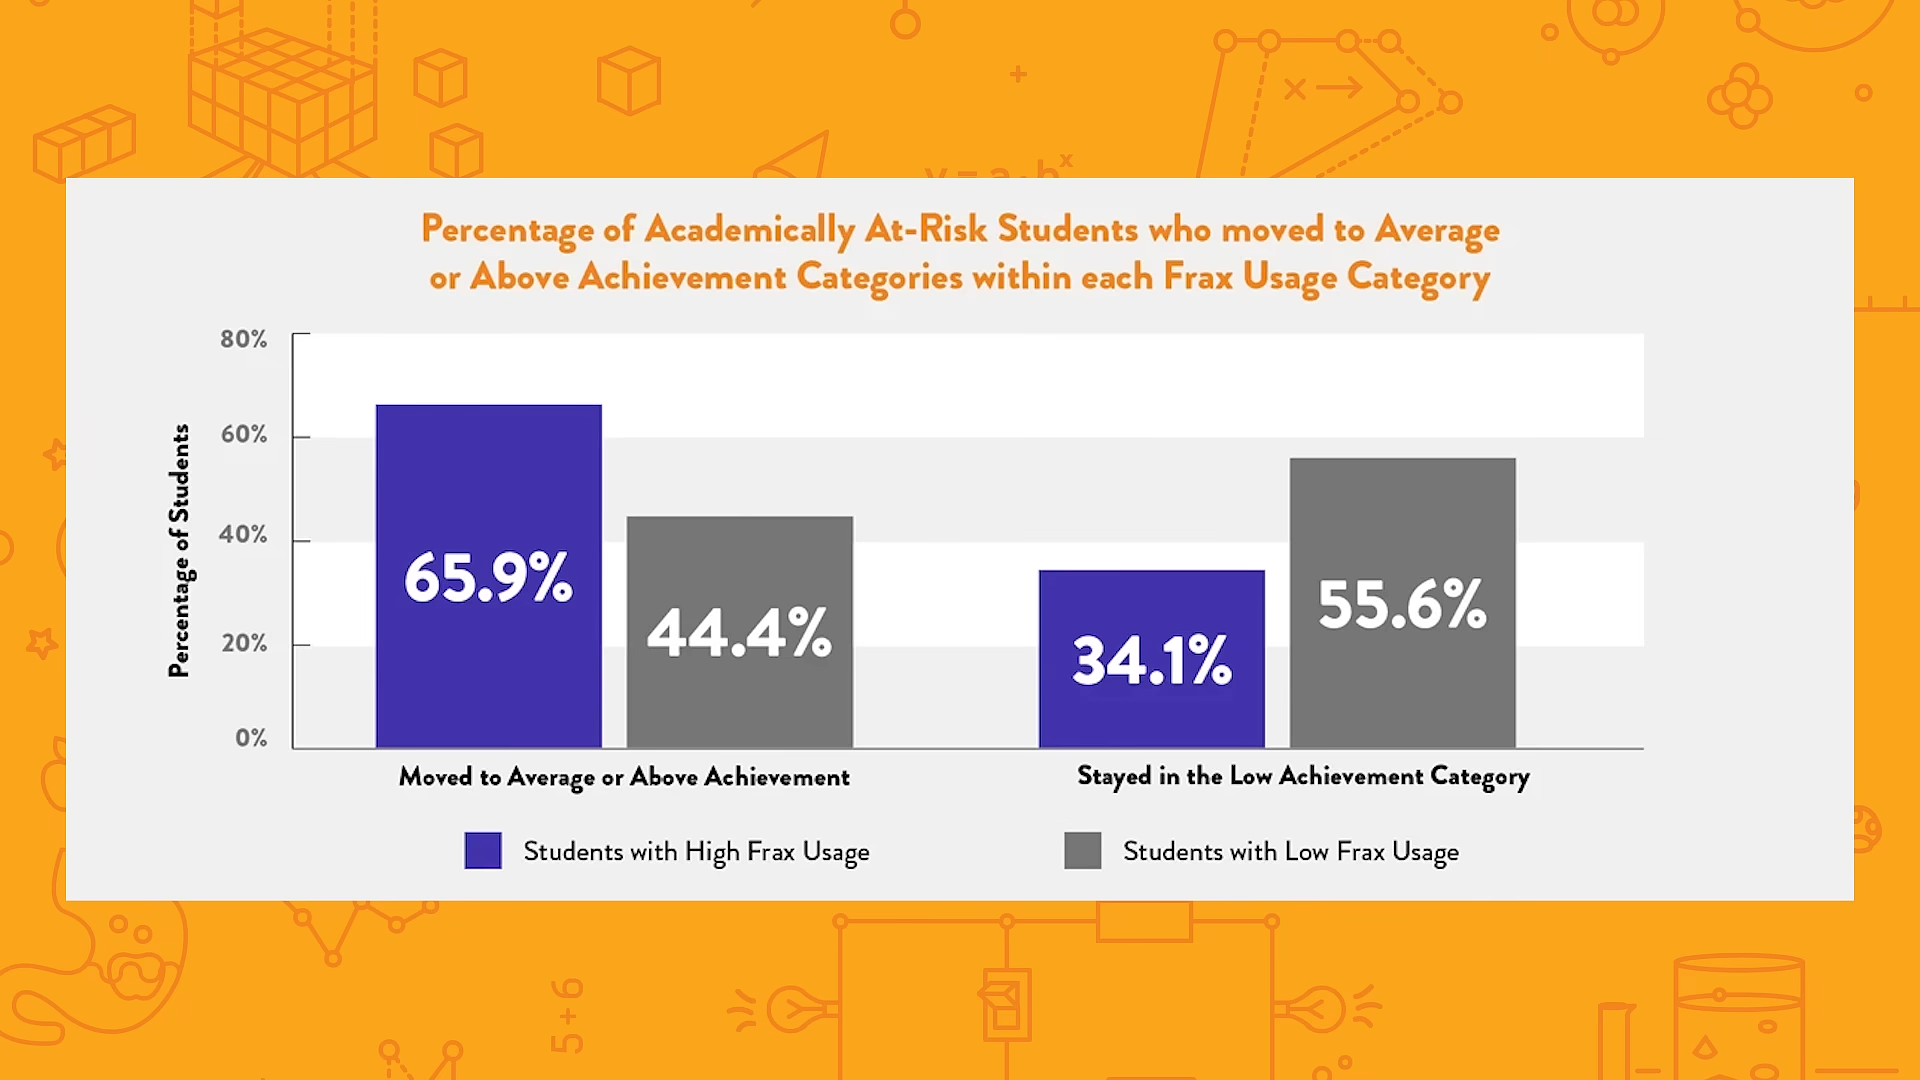 Percentage of Academically At-Risk Students who moved to Average
or Above Achievement Categories within each Frax Usage Category
80%
60%
40%
20%
0%
Percentage of Students
65.9%
44.4%
34.1%
55.6%
Moved to Average or Above Achievement
Stayed in the Low Achievement Category
Students with High Frax Usage
Students with Low Frax Usage
5+6